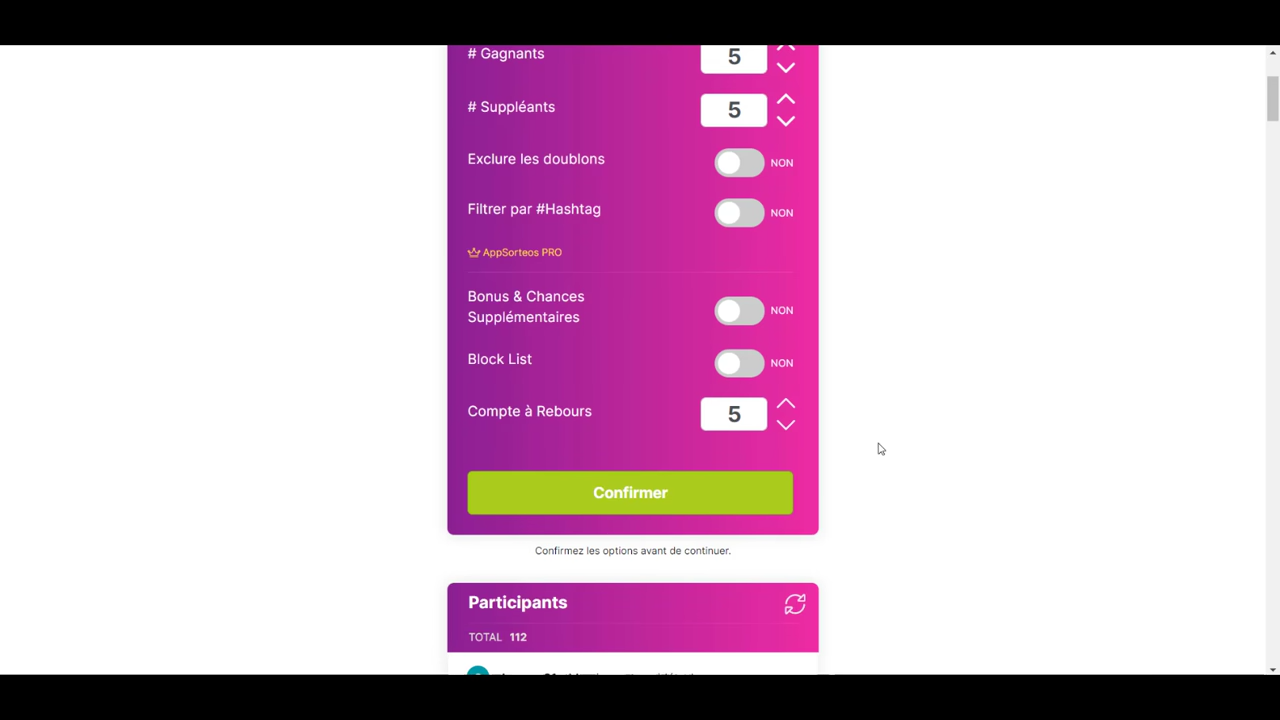 # Gagnants 5
# Suppléants 5
Exclure les doublons NON
Filtrer par #Hashtag NON
AppSorteos PRO
Bonus & Chances
Supplémentaires NON
Block List NON
Compte à Rebours 5
Confirmer
Confirmez les options avant de continuer.
Participants
TOTAL 112